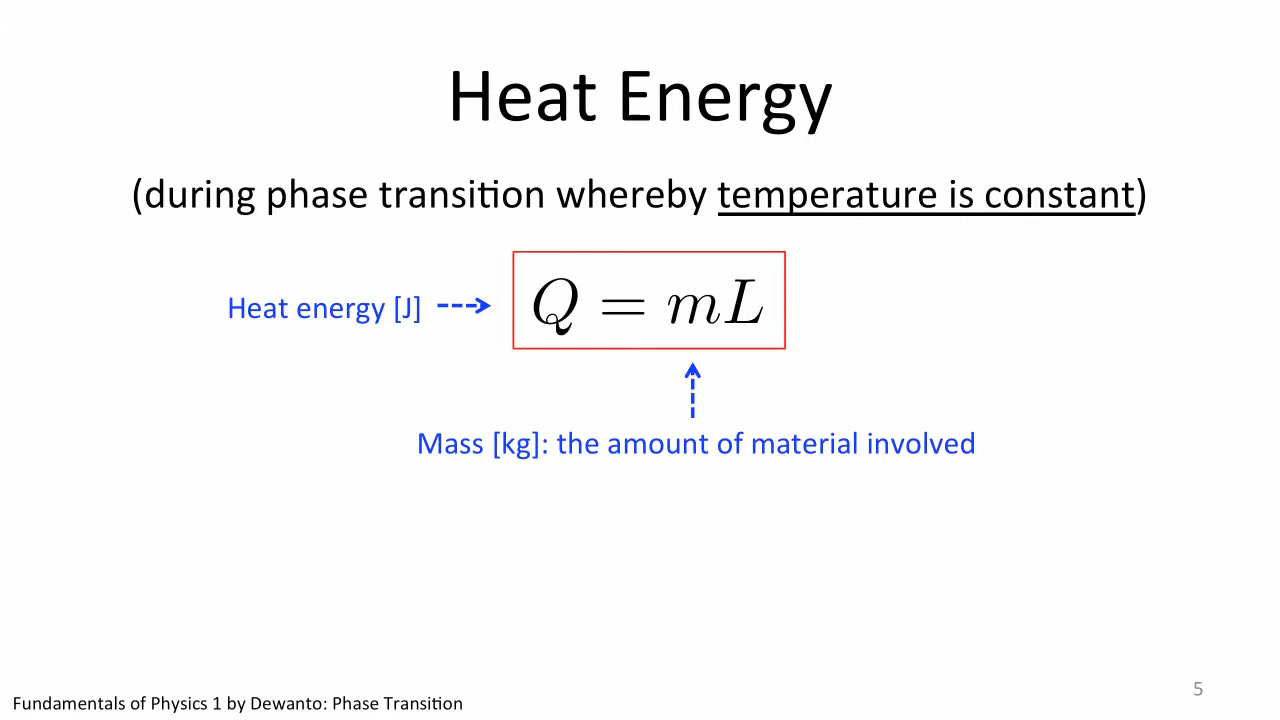 Heat Energy
(during phase transition whereby temperature is constant)
Heat energy [J]
Q = mL
Mass [kg]: the amount of material involved
5
Fundamentals of Physics 1 by Dewanto: Phase Transition